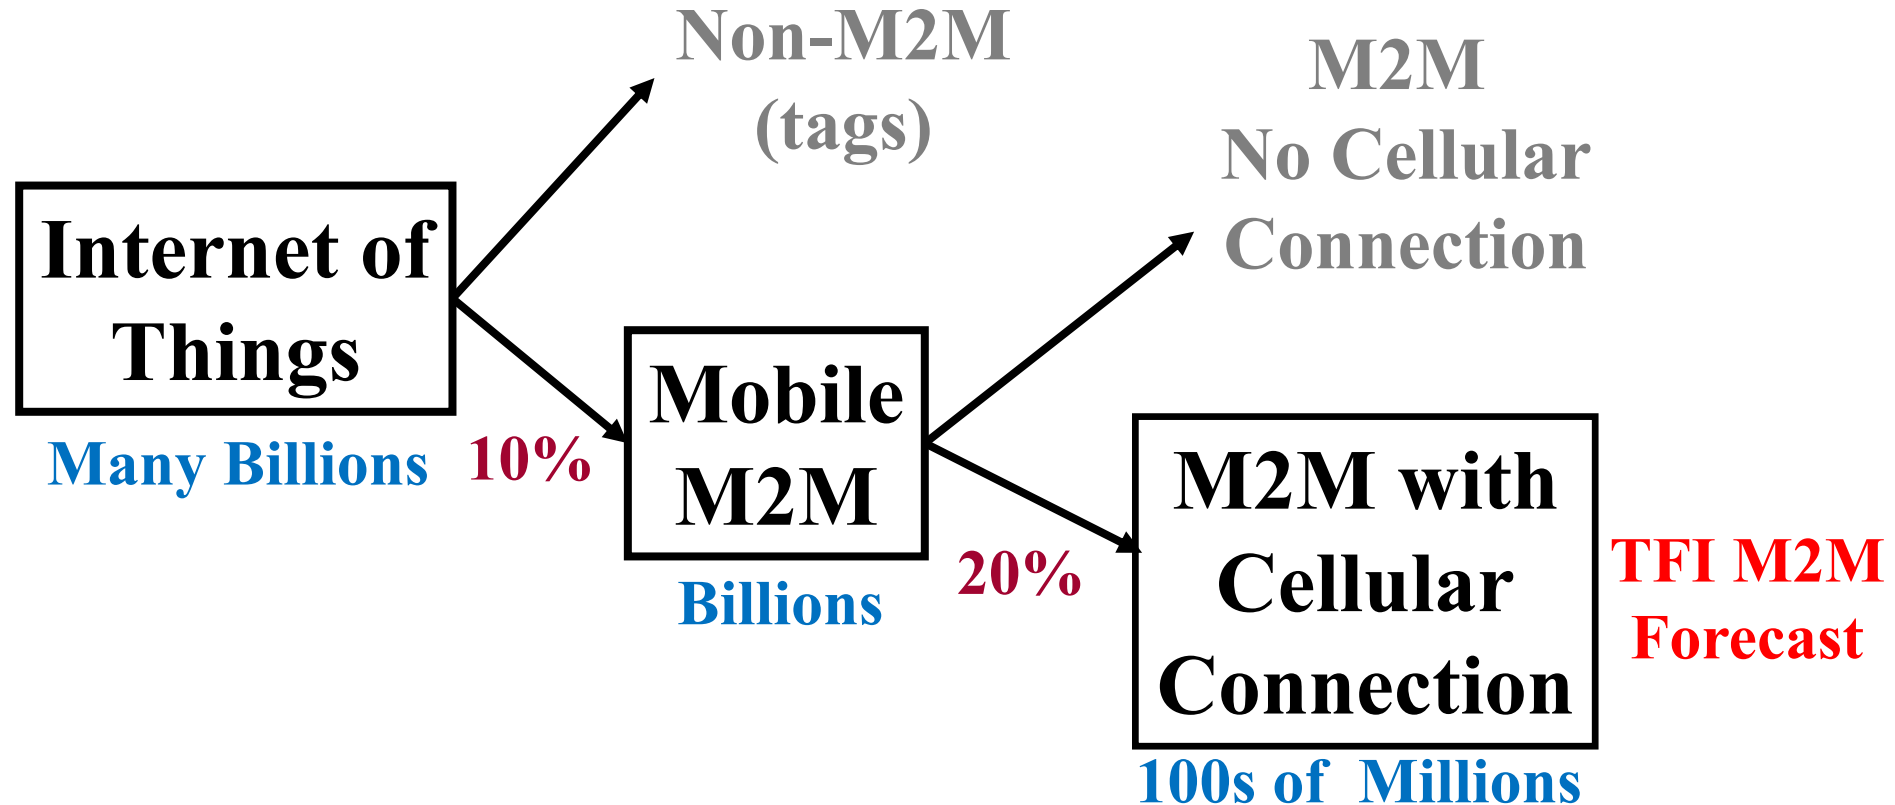 Non-M2M
(tags)
M2M
No Cellular
Connection
Internet of
Things
Many Billions
10%
Mobile
M2M
Billions
20%
M2M with
Cellular
Connection
100s of Millions
TFI M2M
Forecast